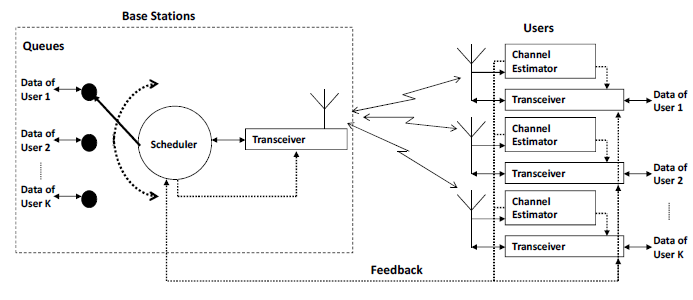 Base Stations
Queues
Data of
User 1
Data of
User 2
Data of
User K
Scheduler
Transceiver
Users
Channel
Estimator
Transceiver
Data of
User 1
Channel
Estimator
Transceiver
Data of
User 2
Channel
Estimator
Transceiver
Data of
User K
Feedback